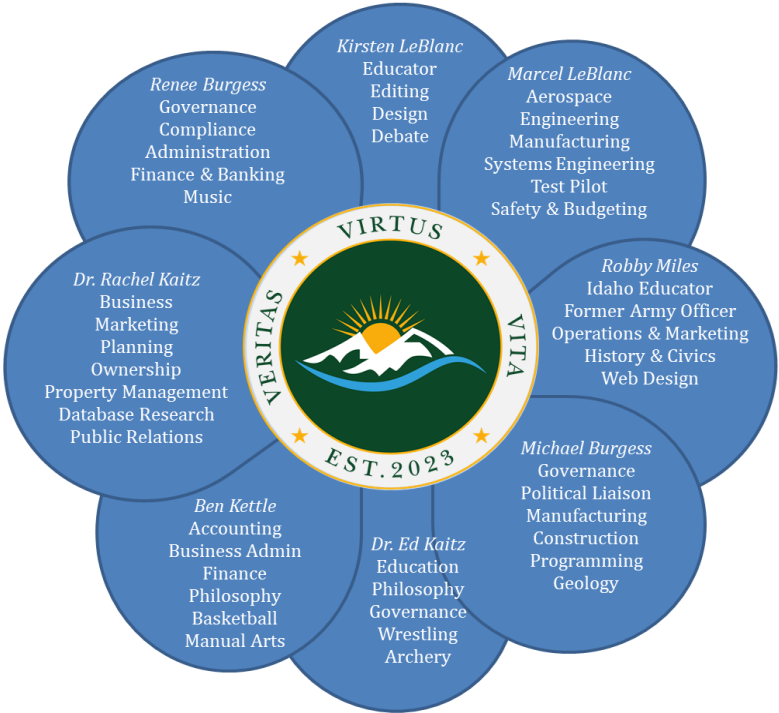 Kirsten LeBlanc
Educator
Editing
Design
Debate
Marcel LeBlanc
Aerospace
Engineering
Manufacturing
Systems Engineering
Test Pilot
Safety & Budgeting
Robby Miles
Idaho Educator
Former Army Officer
Operations & Marketing
History & Civics
Web Design
Michael Burgess
Governance
Political Liaison
Manufacturing
Construction
Programming
Geology
Dr. Ed Kaitz
Education
Philosophy
Governance
Wrestling
Archery
Ben Kettle
Accounting
Business Admin
Finance
Philosophy
Basketball
Manual Arts
Dr. Rachel Kaitz
Business
Marketing
Planning
Ownership
Property Management
Database Research
Public Relations
Renee Burgess
Governance
Compliance
Administration
Finance & Banking
Music
VERITAS
VIRTUS
VITA
EST. 2023